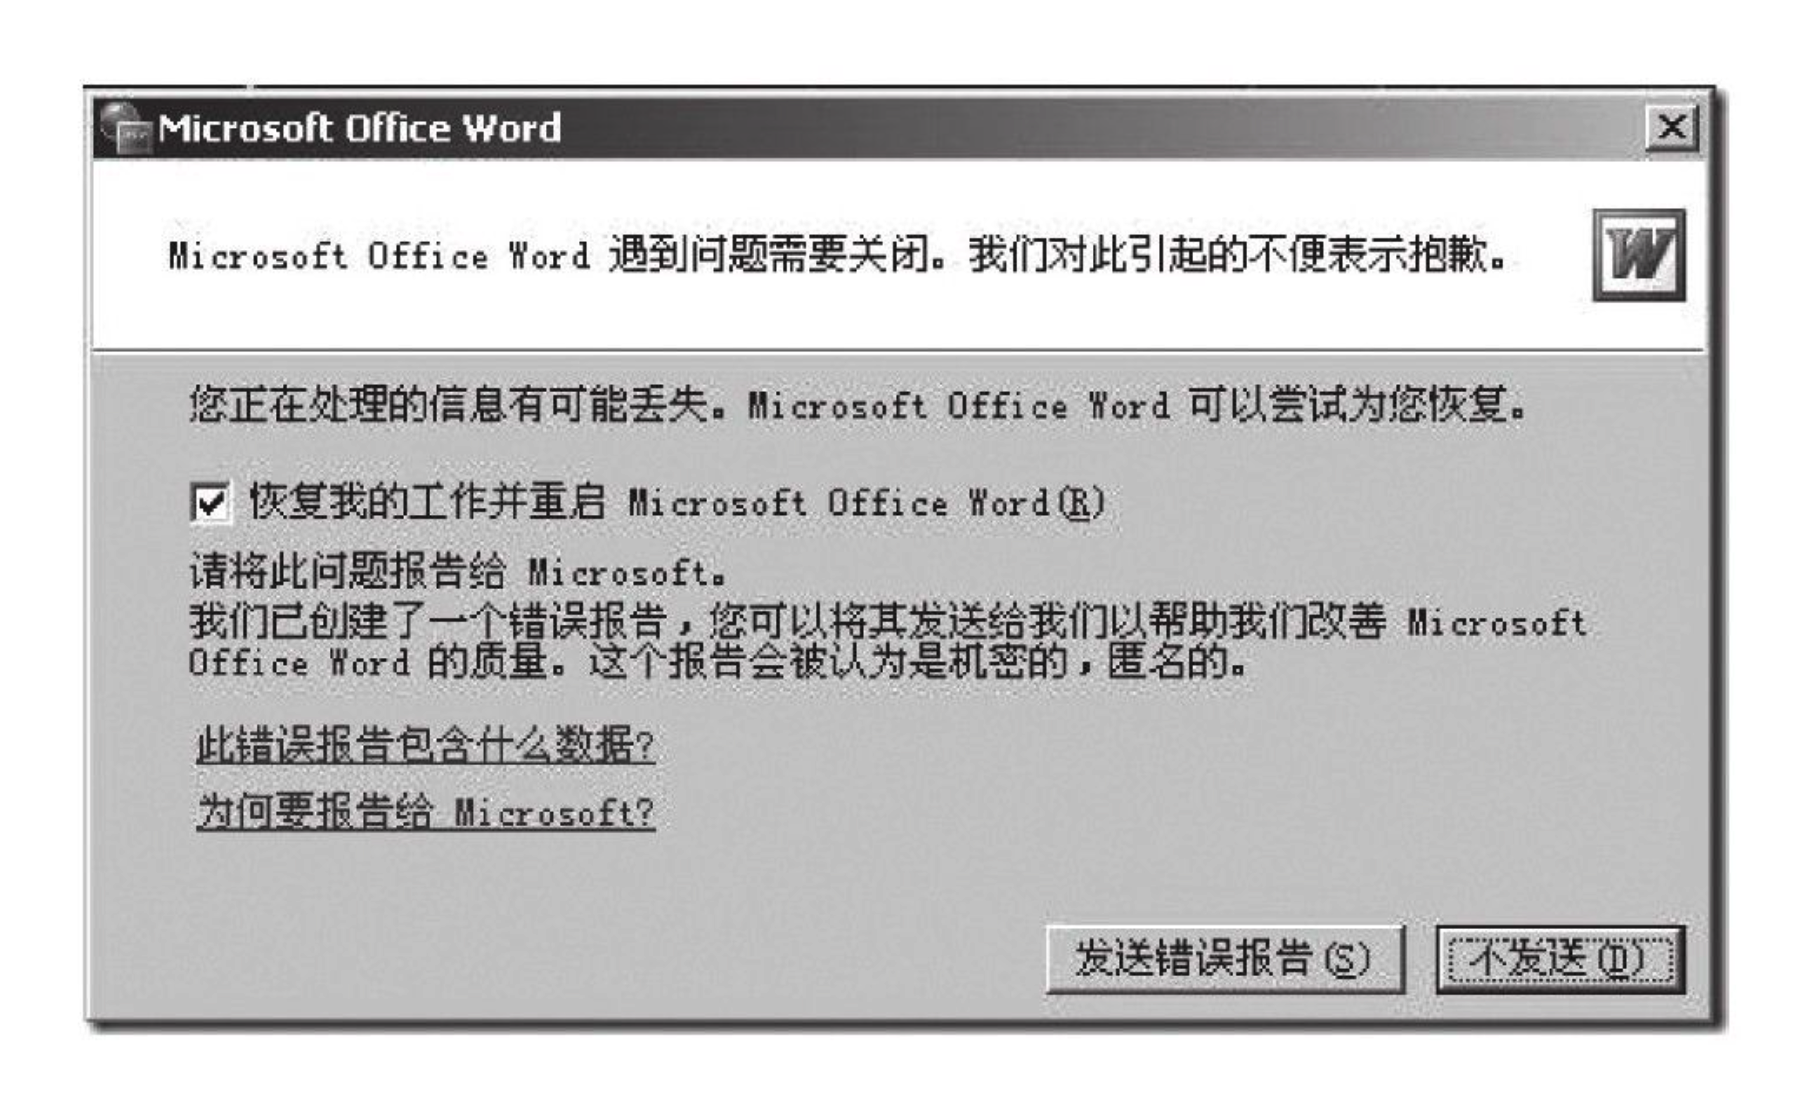 Microsoft Office Word
Microsoft Office Word 遇到问题需要关闭。我们对此引起的不便表示抱歉。
W
您正在处理的信息有可能丢失。Microsoft Office Word 可以尝试为您恢复。
恢复我的工作并重启 Microsoft Office Word(R)
请将此问题报告给 Microsoft。
我们已创建了一个错误报告，您可以将其发送给我们以帮助我们改善 Microsoft
Office Word 的质量。这个报告会被认为是机密的，匿名的。
此错误报告包含什么数据?
为何要报告给 Microsoft?
发送错误报告(S)
不发送(D)